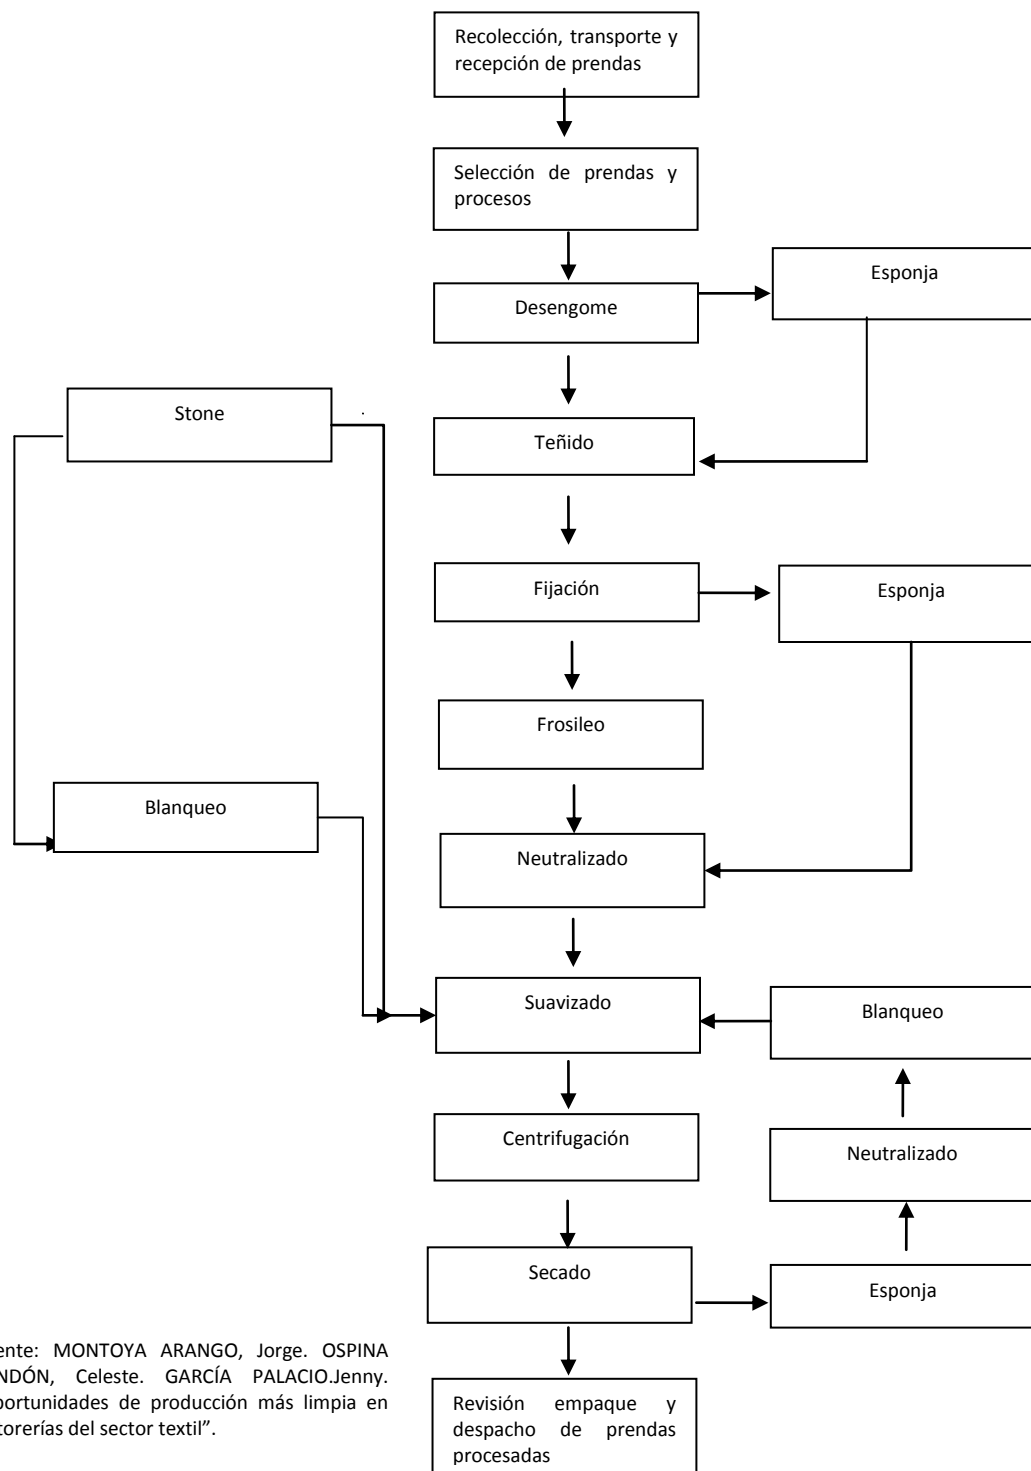 Recolección, transporte y
recepción de prendas
Selección de prendas y
procesos
Esponja
Desengome
Stone
Teñido
Fijación
Esponja
Frosileo
Blanqueo
Neutralizado
Suavizado
Blanqueo
Centrifugación
Neutralizado
Secado
Esponja
ente: MONTOYA ARANGO, Jorge. OSPINA
NDÓN, Celeste. GARCÍA PALACIO.Jenny.
portunidades de producción más limpia en
torerías del sector textil”.
Revisión empaque y
despacho de prendas
procesadas